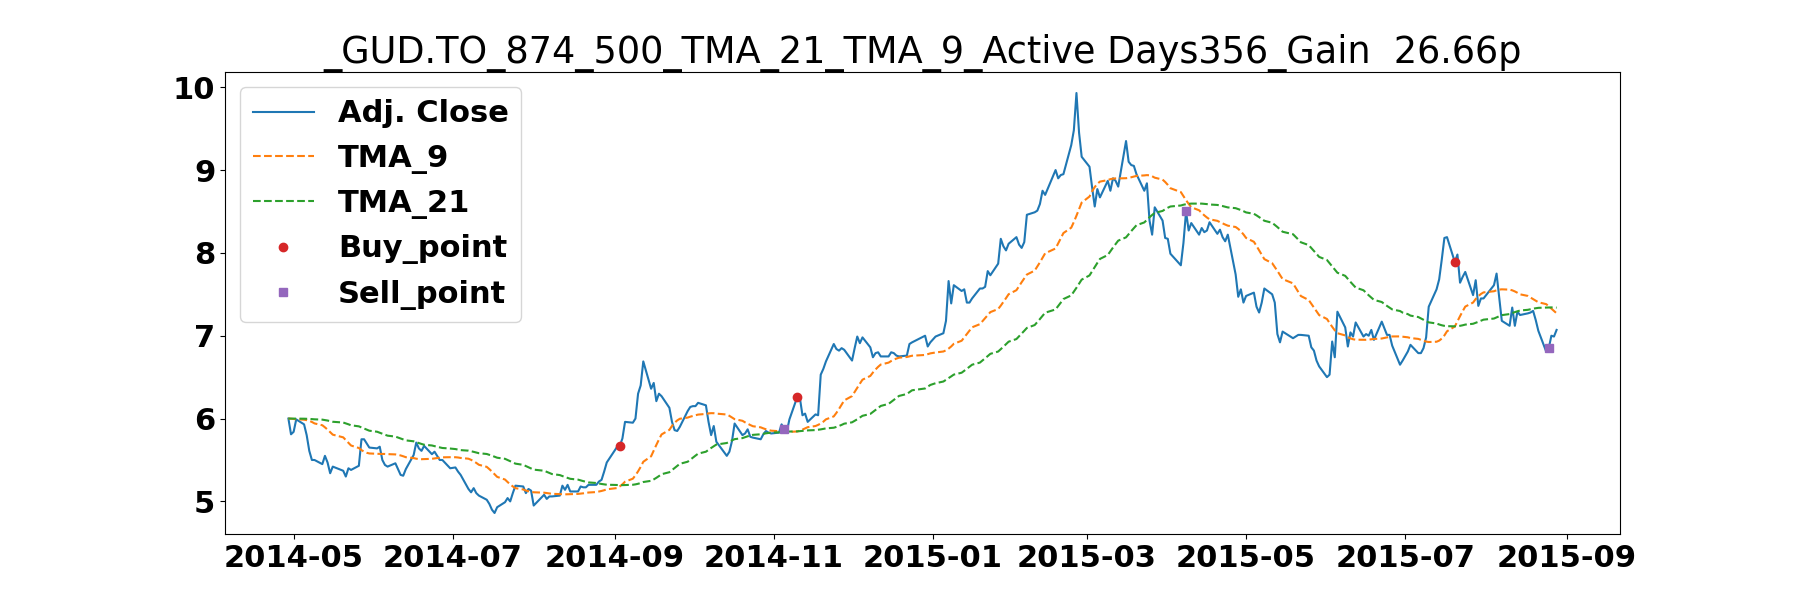 _GUD.TO_874_500_TMA_21_TMA_9_Active Days356_Gain  26.66p
10
9
8
7
6
5
Adj. Close
TMA_9
TMA_21
Buy_point
Sell_point
2014-05 2014-07 2014-09 2014-11 2015-01 2015-03 2015-05 2015-07 2015-09